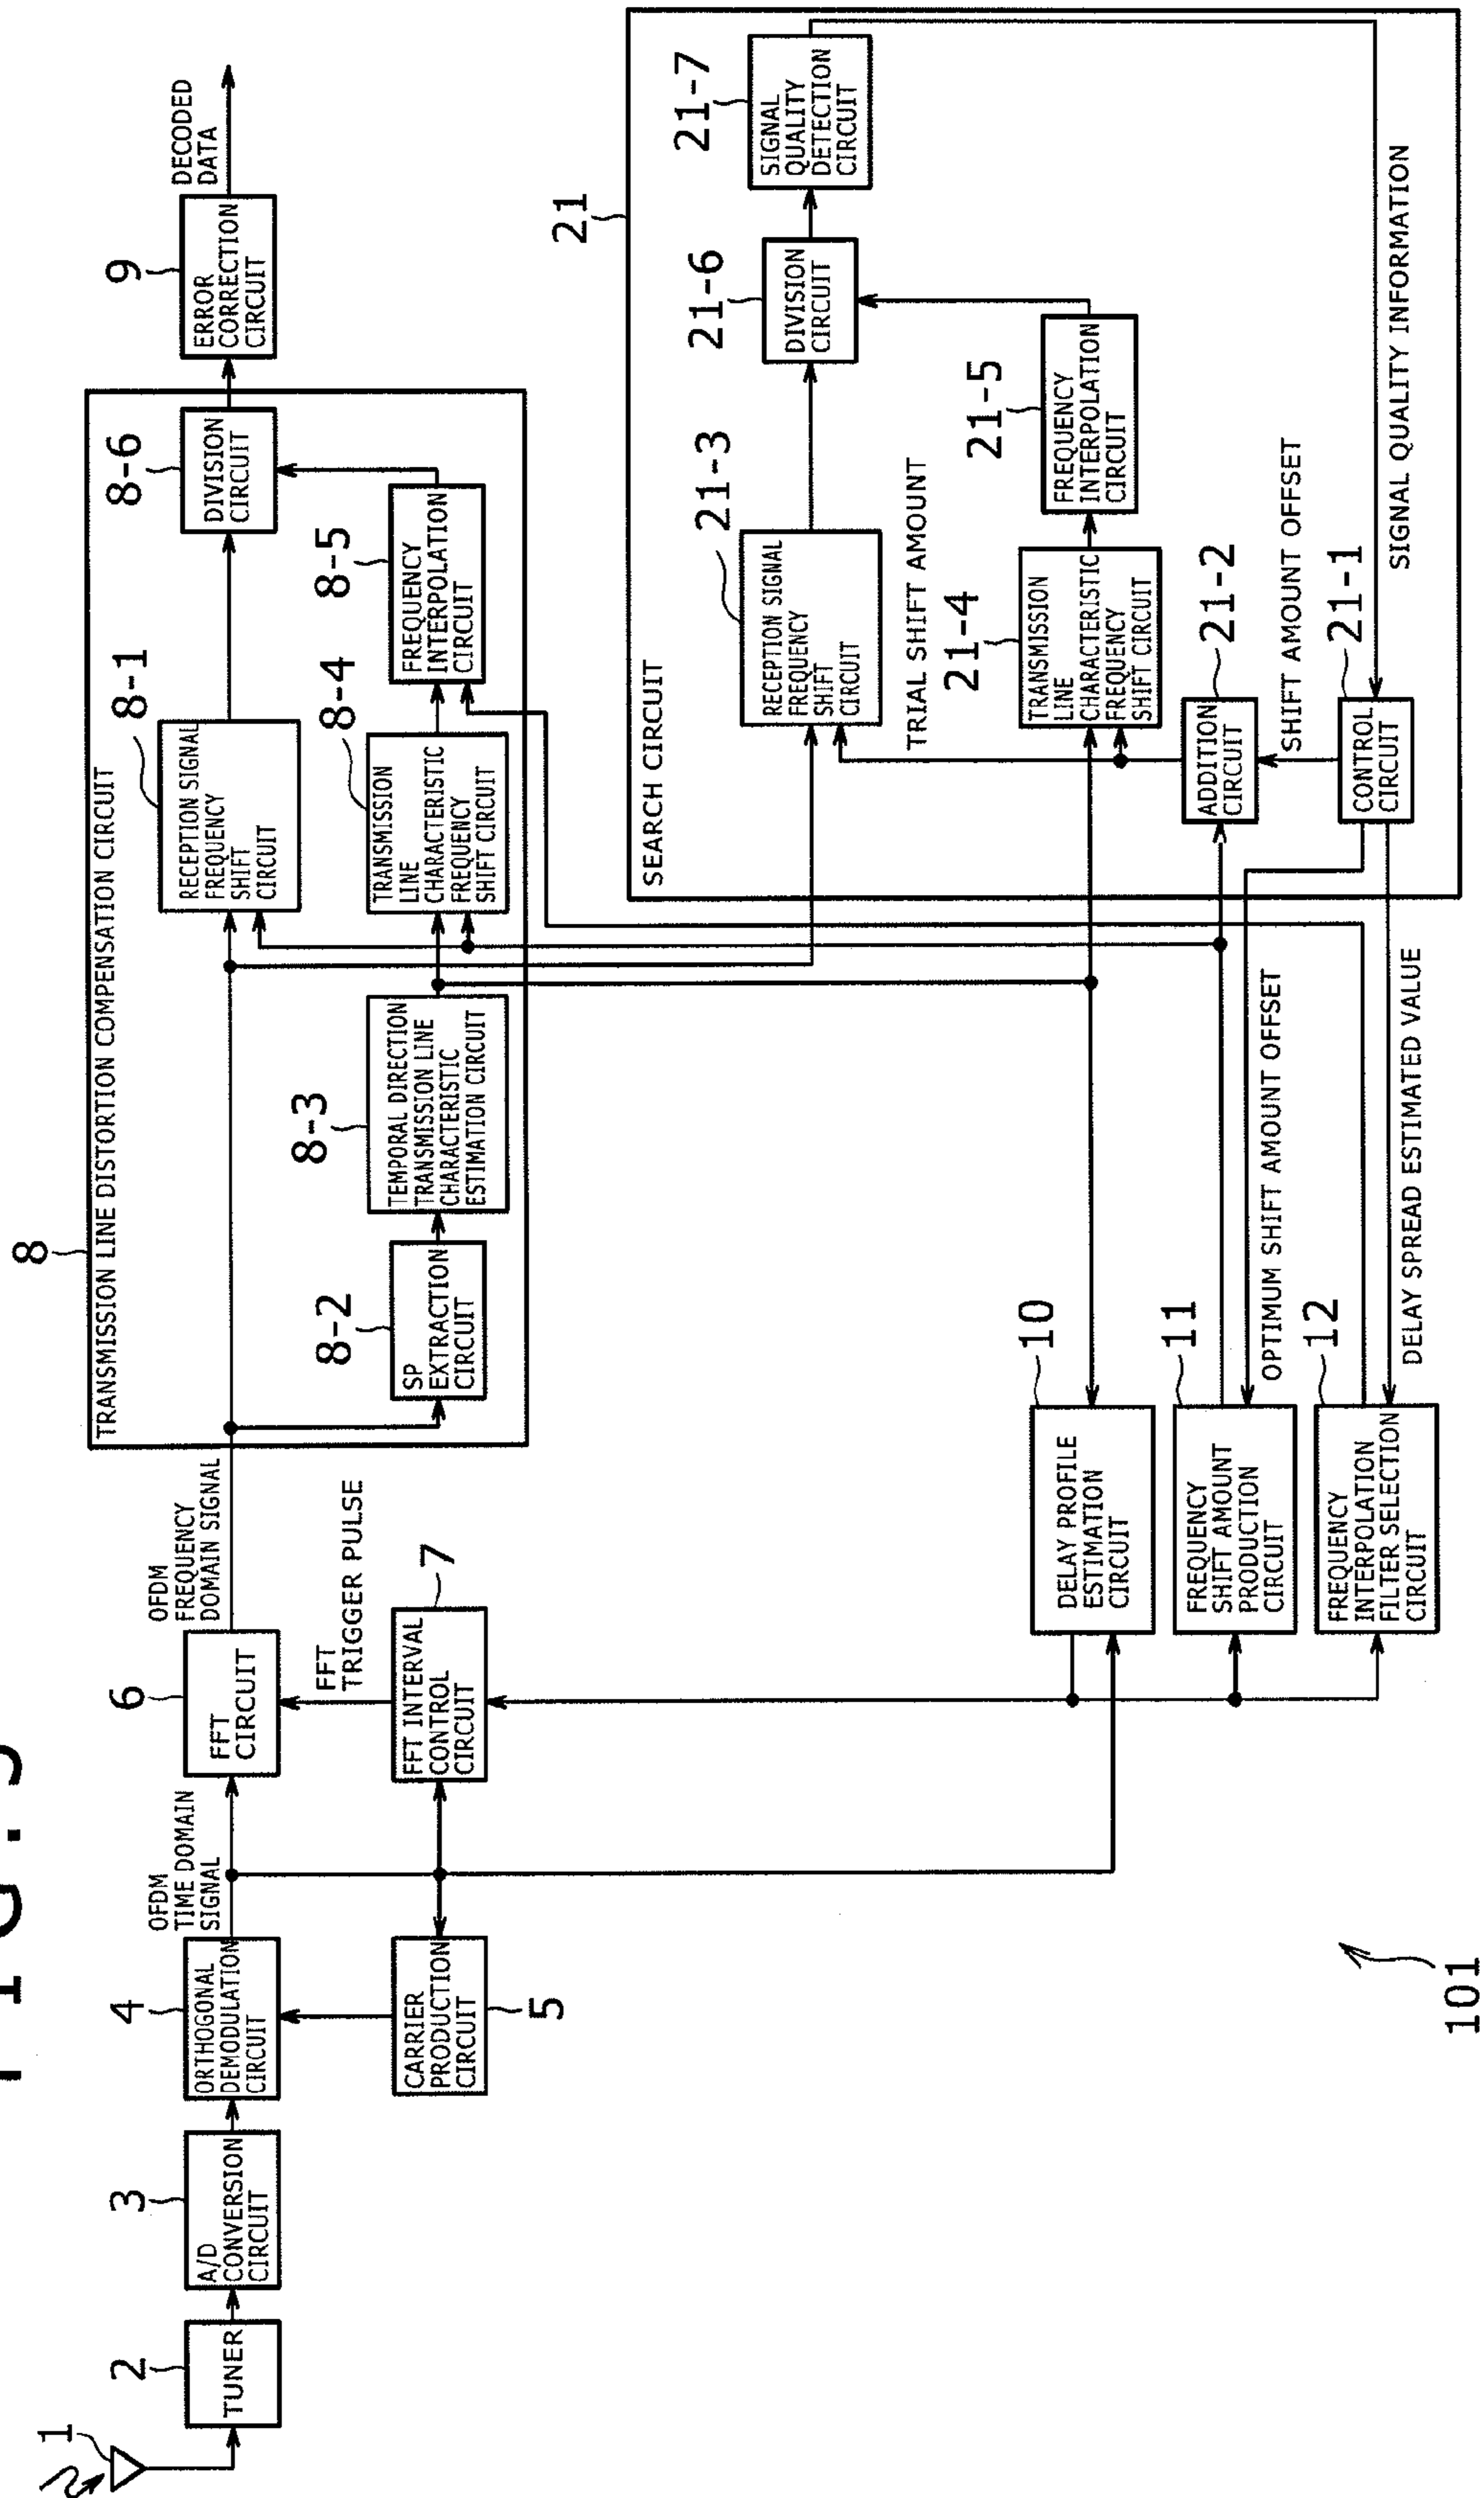 1
2
TUNER
3
A/D
CONVERSION
CIRCUIT
4
ORTHOGONAL
DEMODULATION
CIRCUIT
CARRIER
PRODUCTION
CIRCUIT
5
OFDM
TIME DOMAIN
SIGNAL
6
FFT
CIRCUIT
FFT
TRIGGER PULSE
7
FFT INTERVAL
CONTROL
CIRCUIT
OFDM
FREQUENCY
DOMAIN SIGNAL
8
TRANSMISSION LINE DISTORTION COMPENSATION CIRCUIT
8-2
SP
EXTRACTION
CIRCUIT
8-3
TEMPORAL DIRECTION
TRANSMISSION LINE
CHARACTERISTIC
ESTIMATION CIRCUIT
8-1
RECEPTION SIGNAL
FREQUENCY
SHIFT
CIRCUIT
8-4
TRANSMISSION
LINE
CHARACTERISTIC
FREQUENCY
SHIFT CIRCUIT
8-5
FREQUENCY
INTERPOLATION
CIRCUIT
8-6
DIVISION
CIRCUIT
9
ERROR
CORRECTION
CIRCUIT
DECODED
DATA
10
DELAY PROFILE
ESTIMATION
CIRCUIT
11
FREQUENCY
SHIFT AMOUNT
PRODUCTION
CIRCUIT
12
FREQUENCY
INTERPOLATION
FILTER SELECTION
CIRCUIT
OPTIMUM SHIFT AMOUNT OFFSET
DELAY SPREAD ESTIMATED VALUE
21
SEARCH CIRCUIT
21-3
RECEPTION SIGNAL
FREQUENCY
SHIFT
CIRCUIT
TRIAL SHIFT AMOUNT
21-4
TRANSMISSION
LINE
CHARACTERISTIC
FREQUENCY
SHIFT CIRCUIT
21-2
ADDITION
CIRCUIT
SHIFT AMOUNT OFFSET
21-1
CONTROL
CIRCUIT
21-5
FREQUENCY
INTERPOLATION
CIRCUIT
21-6
DIVISION
CIRCUIT
21-7
SIGNAL
QUALITY
DETECTION
CIRCUIT
SIGNAL QUALITY INFORMATION
101